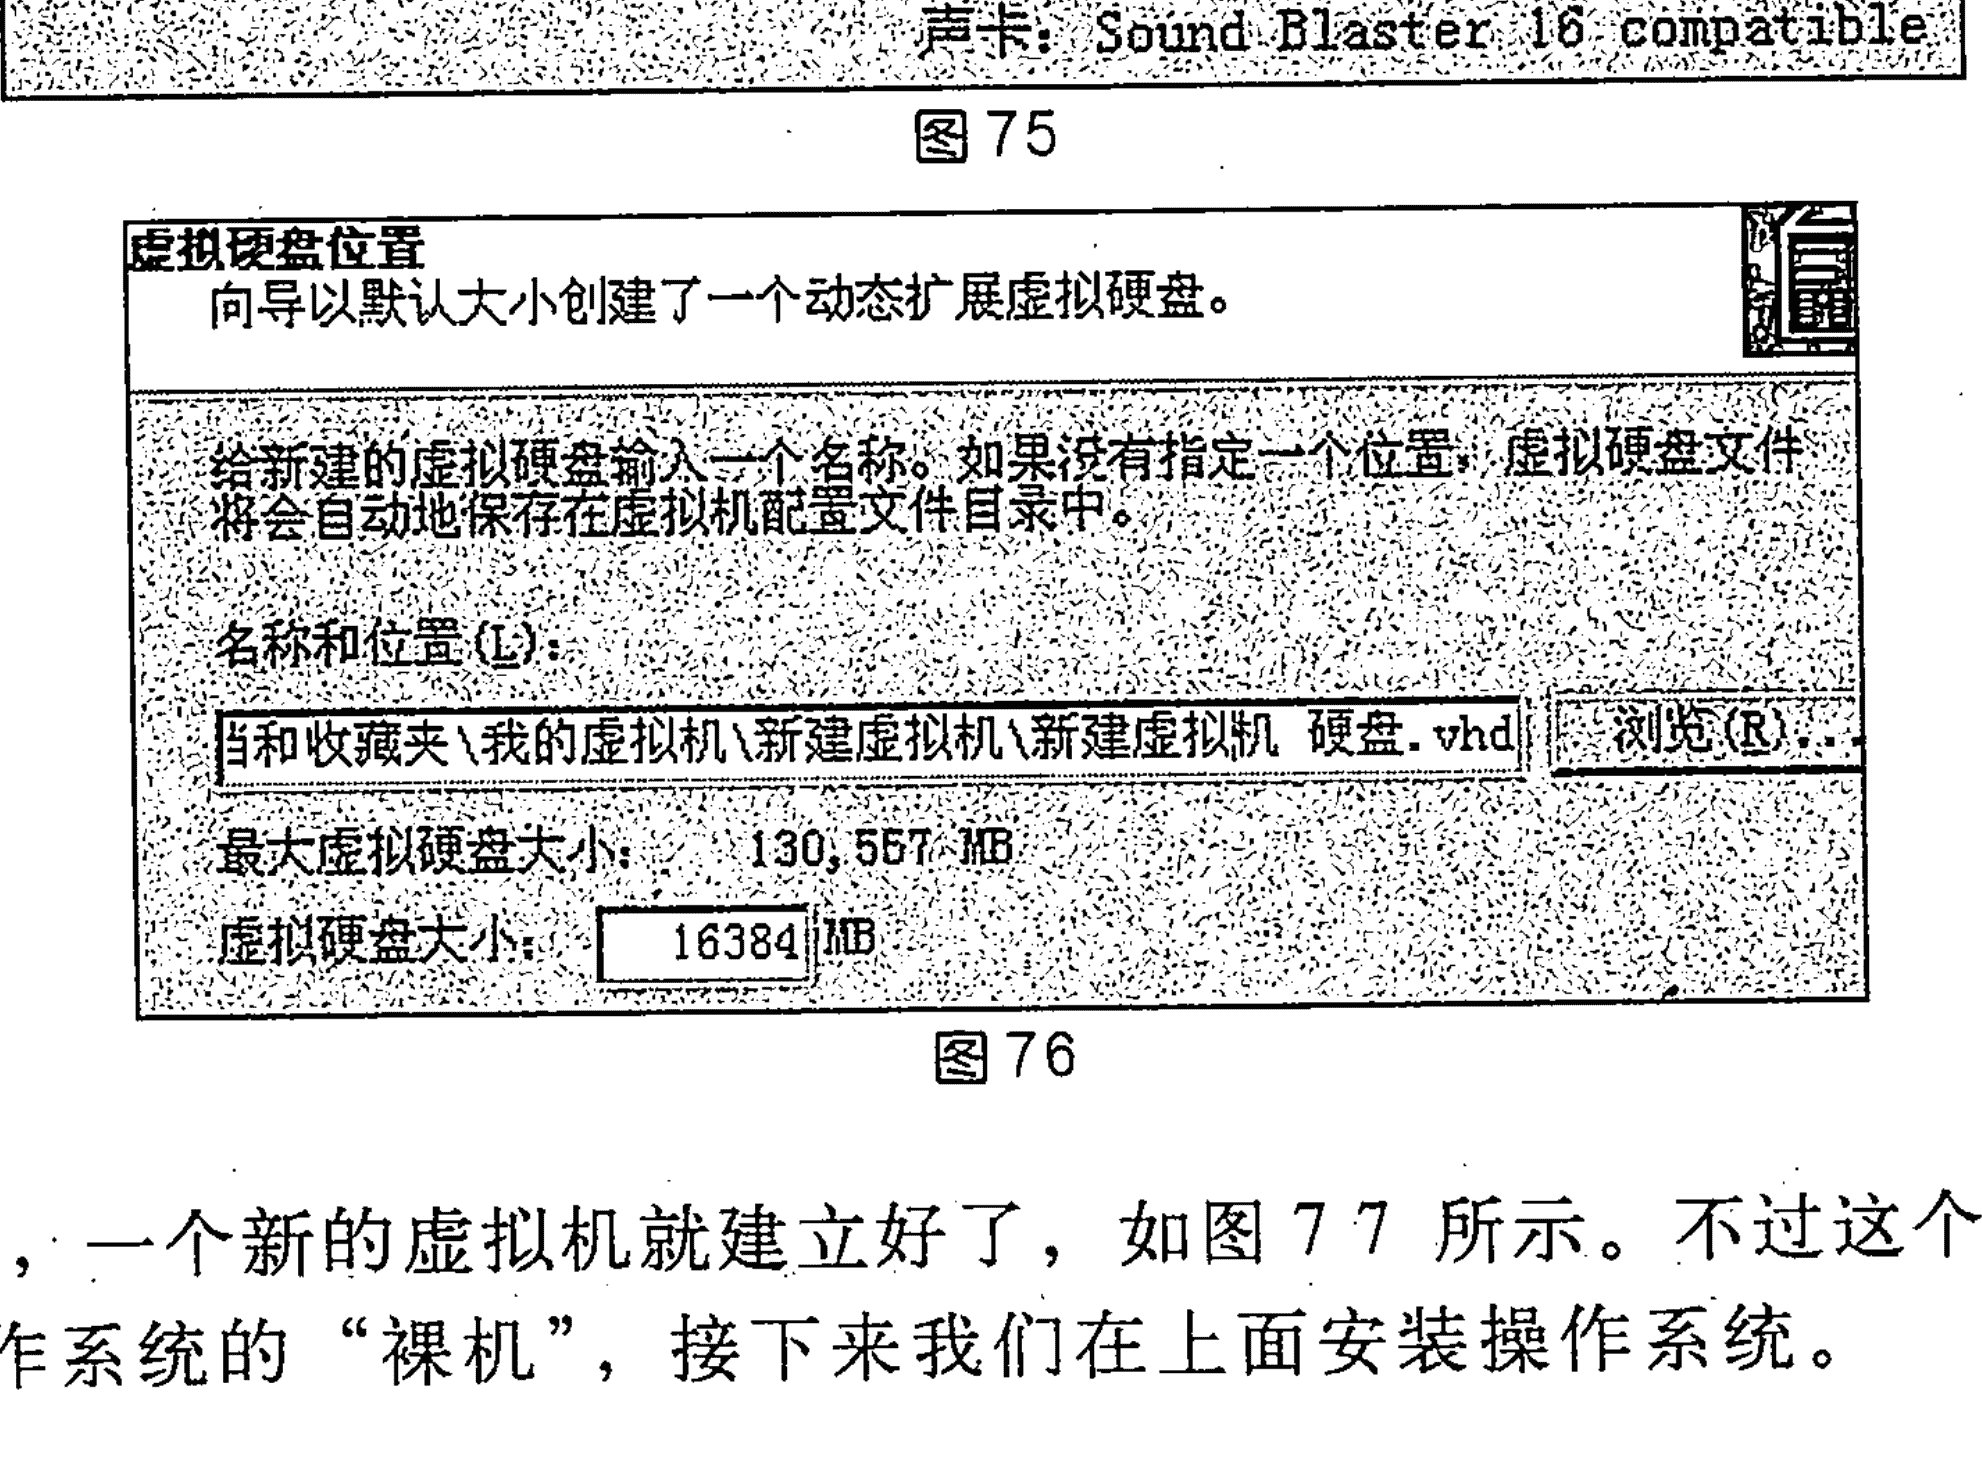 声卡：Sound Blaster 16 compatible
图75
虚拟硬盘位置
向导以默认大小创建了一个动态扩展虚拟硬盘。
给新建的虚拟硬盘输入一个名称。如果没有指定一个位置，虚拟硬盘文件
将会自动地保存在虚拟机配置文件目录中。
名称和位置(L)：
当和收藏夹\我的虚拟机\新建虚拟机\新建虚拟机 硬盘.vhd 浏览(R)...
最大虚拟硬盘大小： 130,557 MB
虚拟硬盘大小： 16384 MB
图76
，一个新的虚拟机就建立好了，如图77所示。不过这个
作系统的“裸机”，接下来我们在上面安装操作系统。